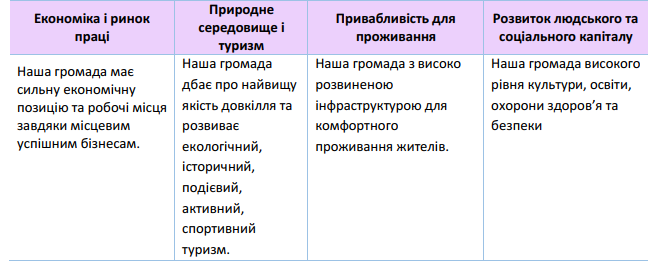 Економіка і ринок
праці
Природне
середовище і
туризм
Привабливість для
проживання
Розвиток людського та
соціального капіталу
Наша громада має
сильну економічну
позицію та робочі місця
завдяки місцевим
успішним бізнесам.
Наша громада
дбає про найвищу
якість довкілля та
розвиває
екологічний,
історичний,
подієвий,
активний,
спортивний
туризм.
Наша громада з високо
розвиненою
інфраструктурою для
комфортного
проживання жителів.
Наша громада високого
рівня культури, освіти,
охорони здоров’я та
безпеки